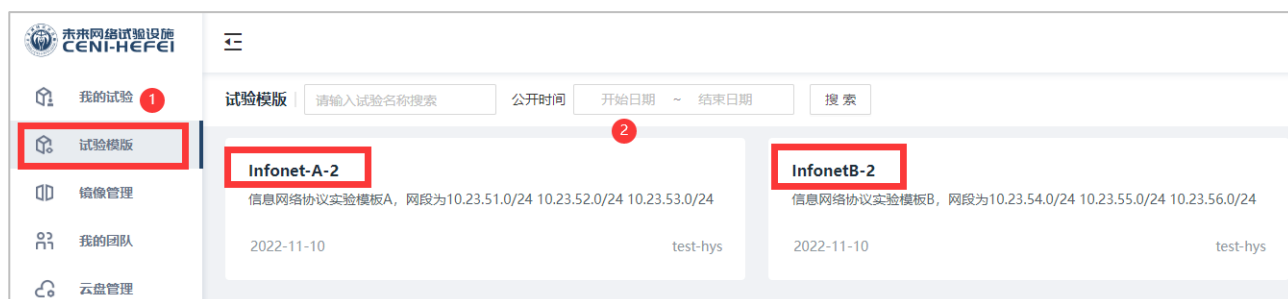 未来网络试验设施
CENI-HEFEI
我的试验 1
试验模版
镜像管理
我的团队
云盘管理
试验模版 请输入试验名称搜索 公开时间 开始日期 ~ 结束日期 搜 索
2
Infonet-A-2
信息网络协议实验模板A，网段为10.23.51.0/24 10.23.52.0/24 10.23.53.0/24
2022-11-10 test-hys
InfonetB-2
信息网络协议实验模板B，网段为10.23.54.0/24 10.23.55.0/24 10.23.56.0/24
2022-11-10 test-hys